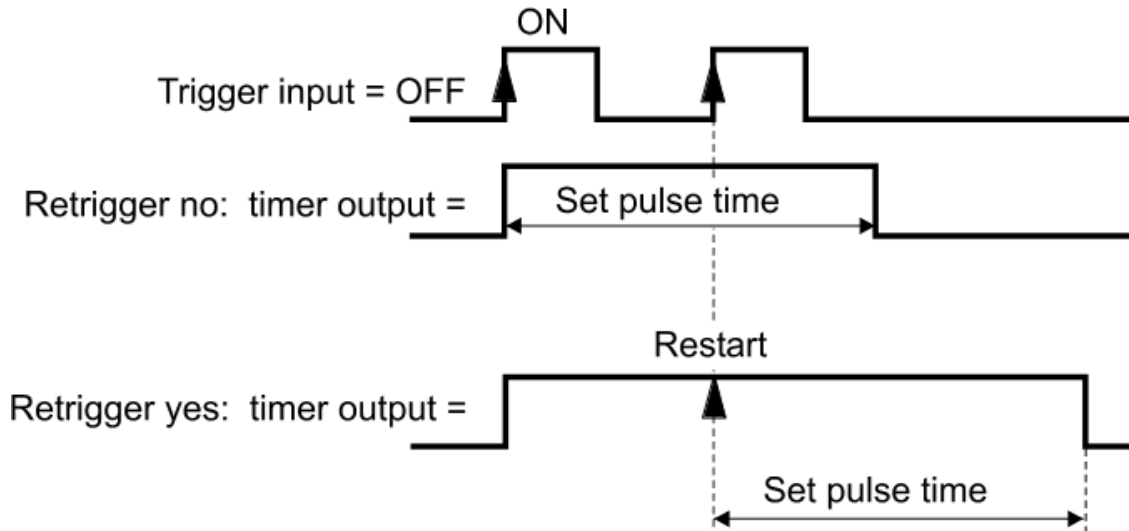 ON
Trigger input = OFF
Retrigger no: timer output =
Set pulse time
Restart
Retrigger yes: timer output =
Set pulse time